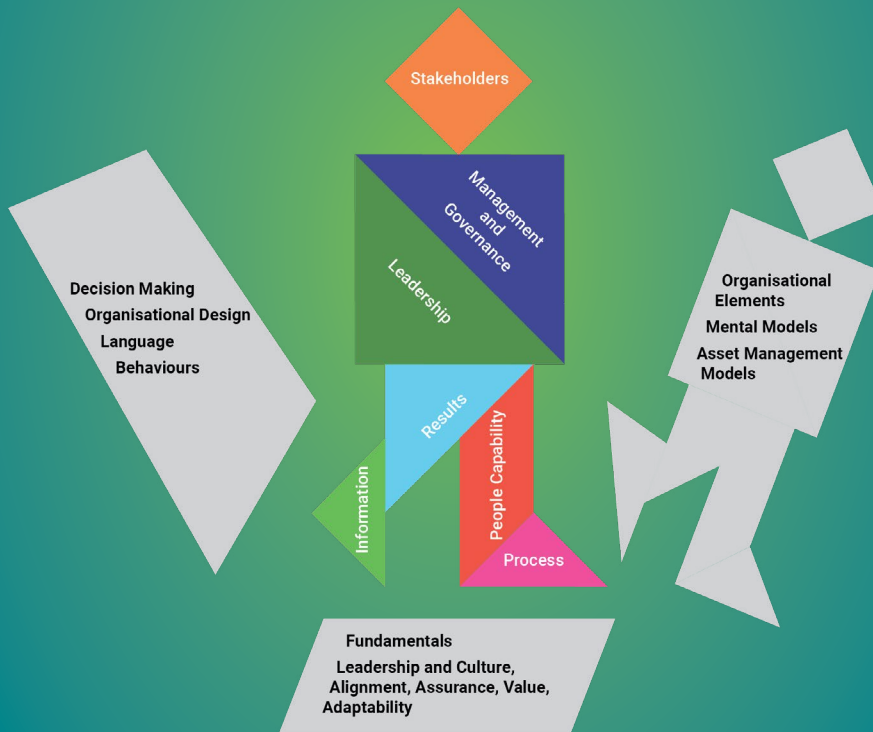 Stakeholders
Management
and
Governance
Leadership
Decision Making
Organisational Design
Language
Behaviours
Organisational
Elements
Mental Models
Asset Management
Models
Results
People Capability
Information
Process
Fundamentals
Leadership and Culture,
Alignment, Assurance, Value,
Adaptability